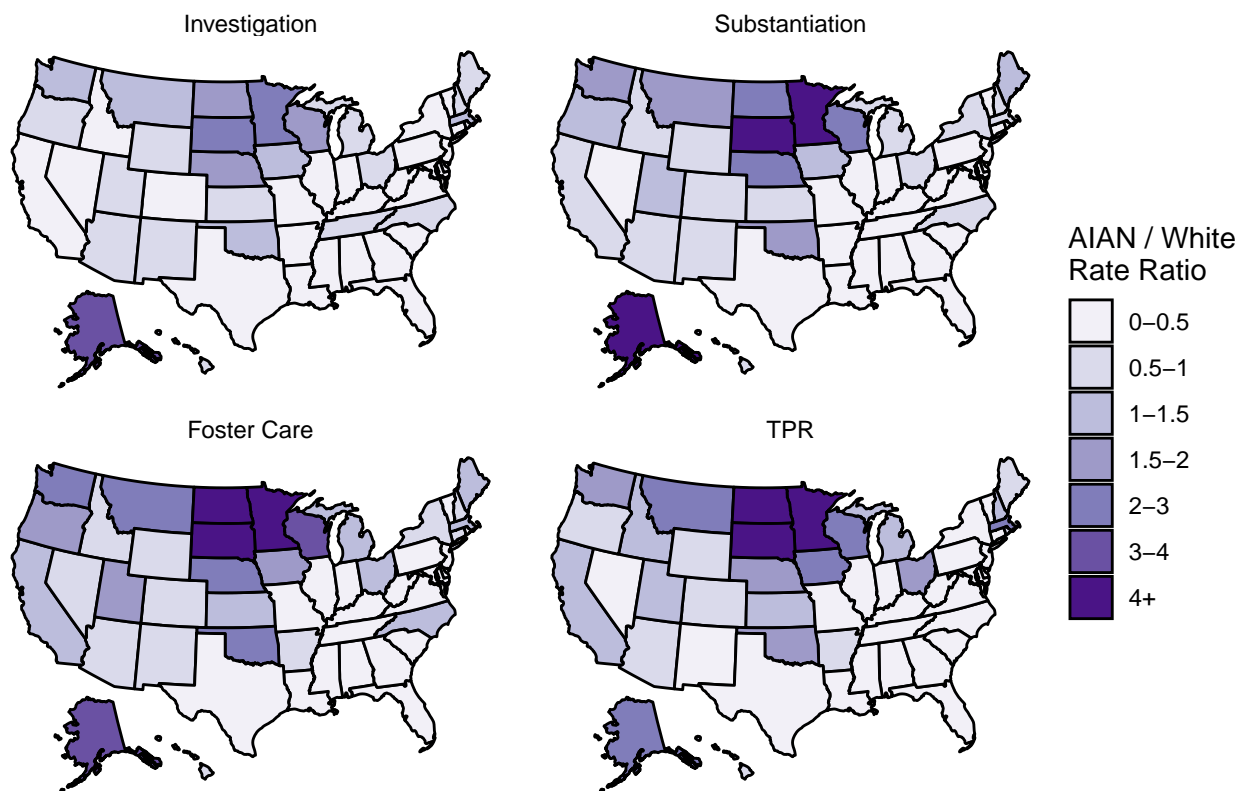 Investigation
Substantiation
Foster Care
TPR
AIAN / White
Rate Ratio
0−0.5
0.5−1
1−1.5
1.5−2
2−3
3−4
4+